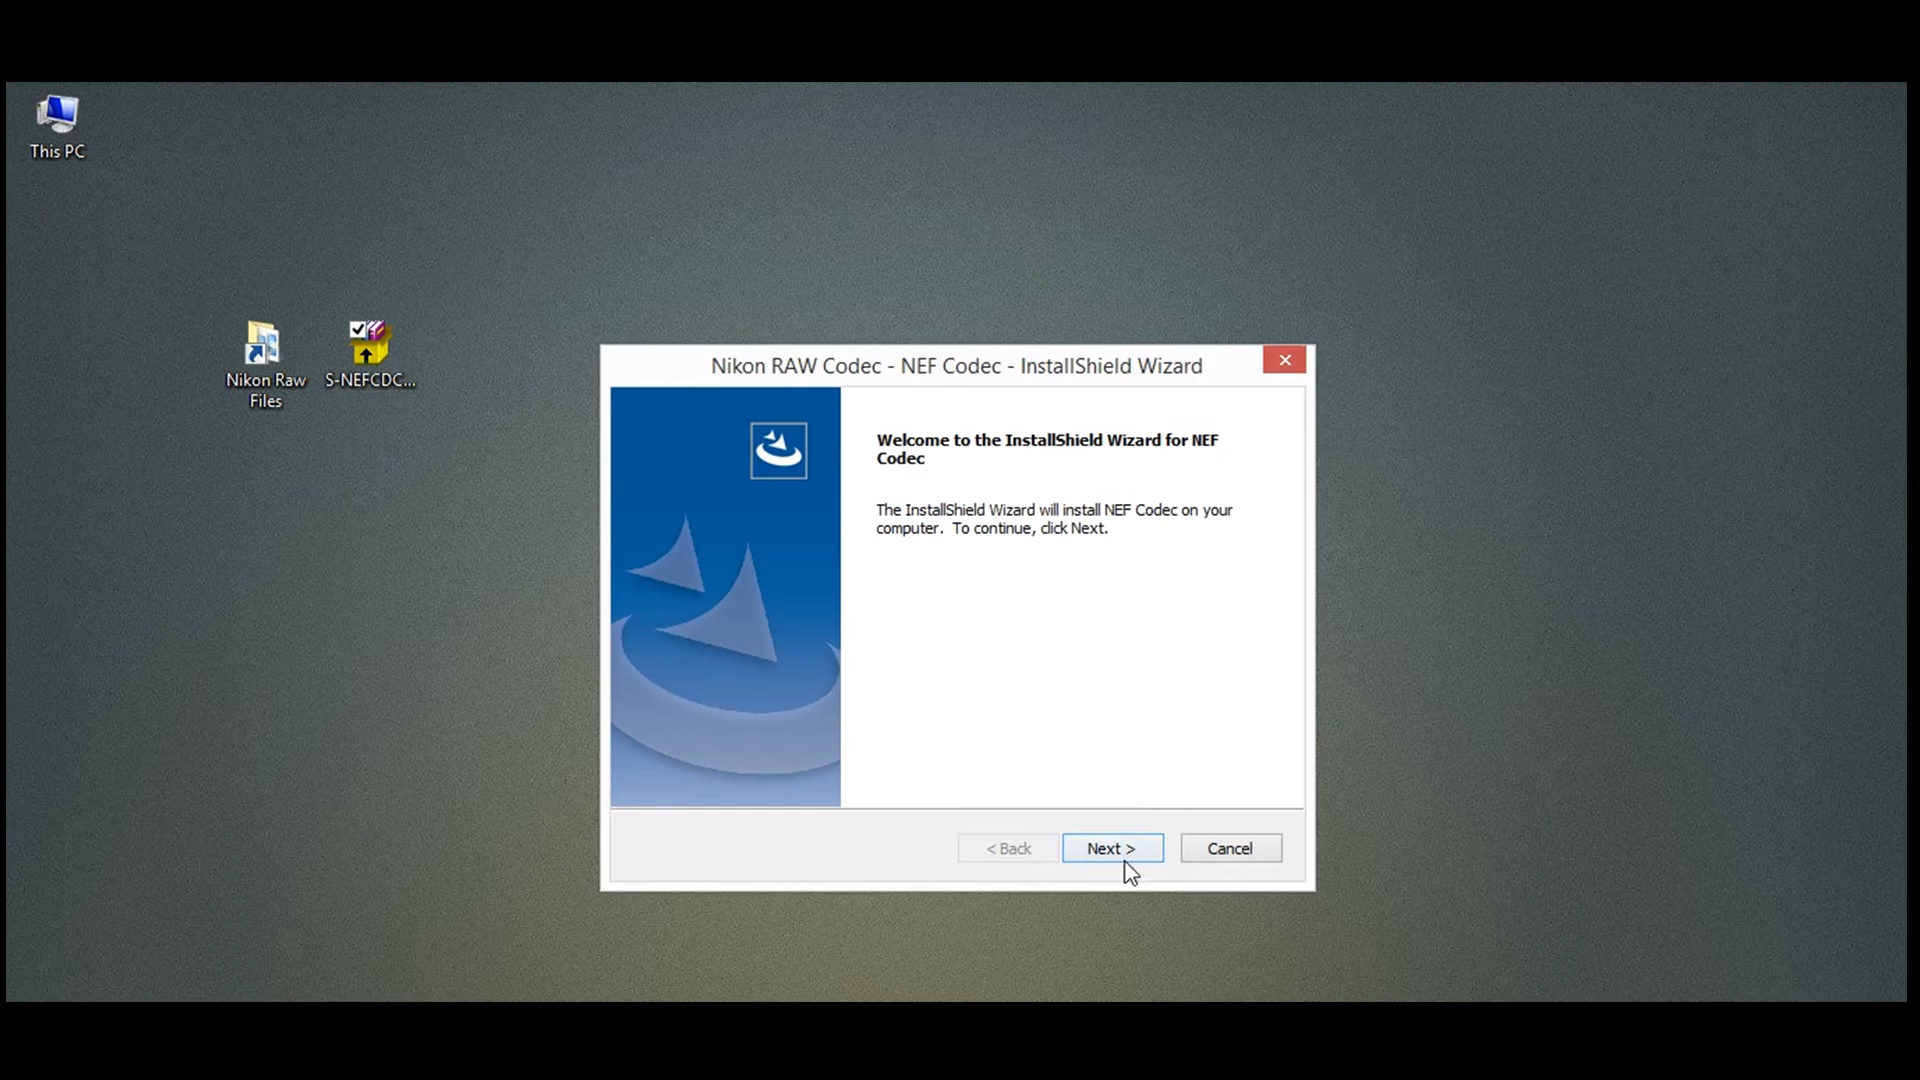 This PC
Nikon Raw
Files
S-NEFCDC...
Nikon RAW Codec - NEF Codec - InstallShield Wizard
Welcome to the InstallShield Wizard for NEF
Codec
The InstallShield Wizard will install NEF Codec on your
computer.  To continue, click Next.
< Back
Next >
Cancel